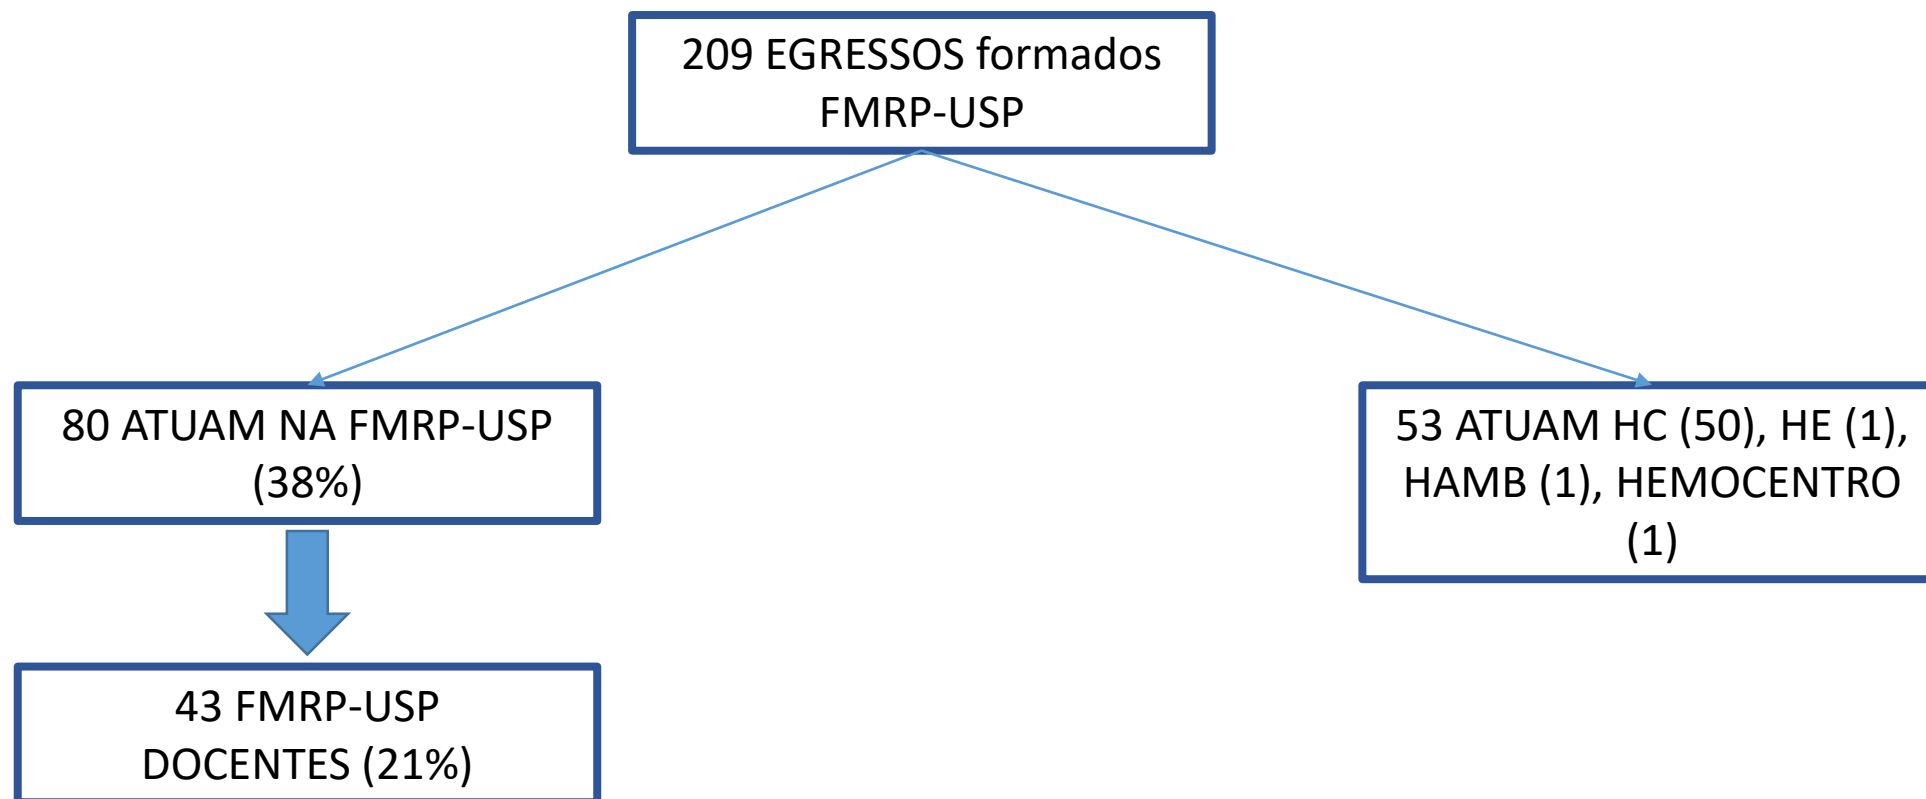 209 EGRESSOS formados
FMRP-USP
80 ATUAM NA FMRP-USP
(38%)
53 ATUAM HC (50), HE (1),
HAMB (1), HEMOCENTRO
(1)
43 FMRP-USP
DOCENTES (21%)